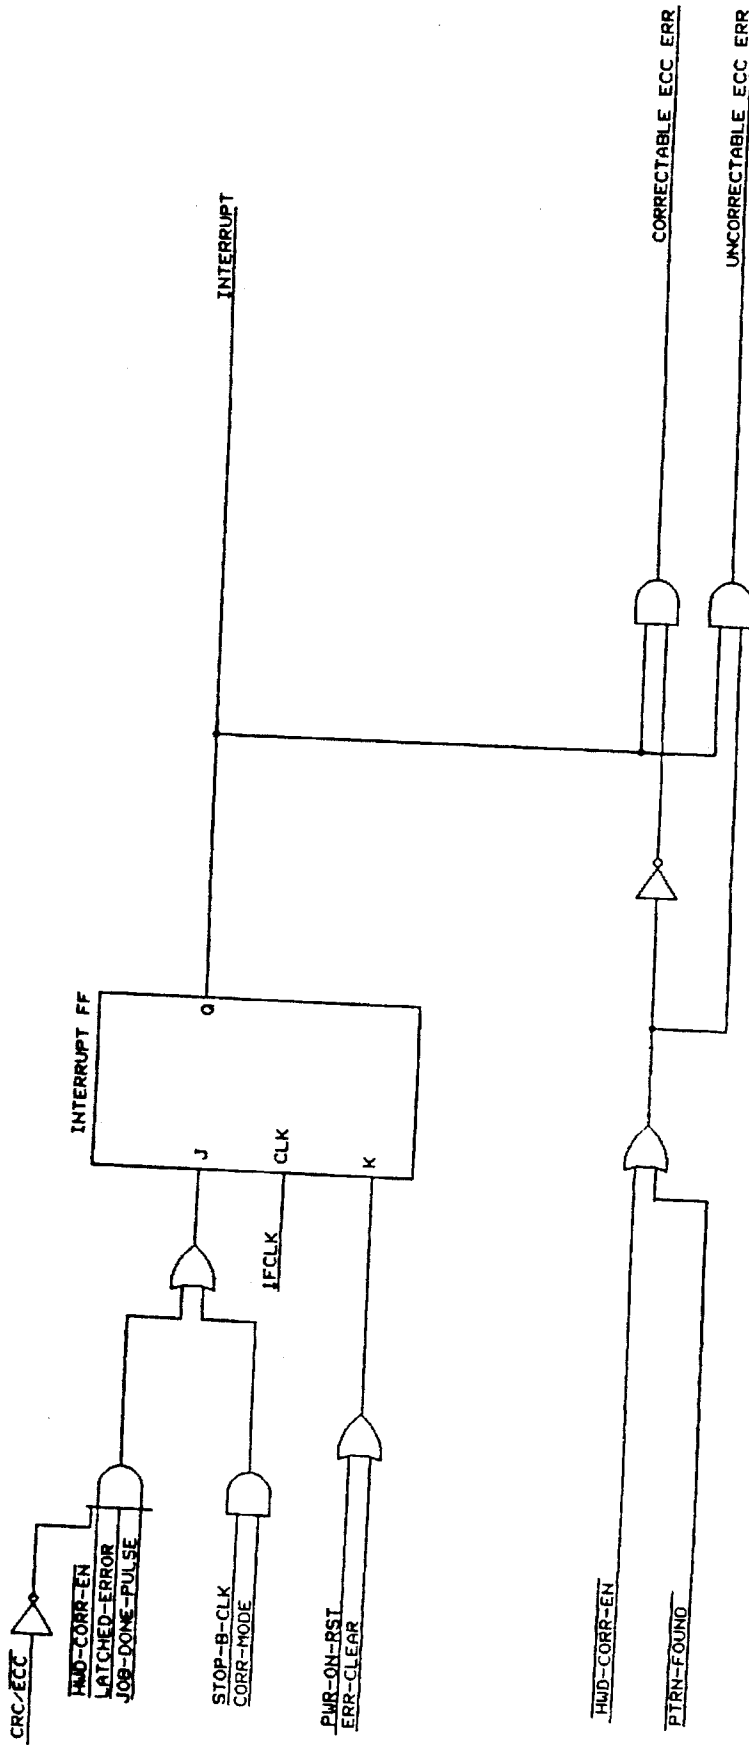 CRC/ECC
HWD-CORR-EN
LATCHED-ERROR
JOB-DONE-PULSE
STOP-B-CLK
CORR-MODE
PWR-ON-RST
ERR-CLEAR
1FCLK
INTERRUPT FF
J
CLK
K
Q
INTERRUPT
HWD-CORR-EN
PTRN-FOUND
CORRECTABLE ECC ERR
UNCORRECTABLE ECC ERR